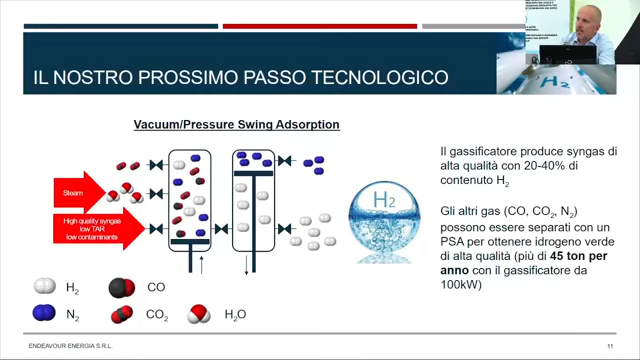 IL NOSTRO PROSSIMO PASSO TECNOLOGICO
H2
Vacuum/Pressure Swing Adsorption
Steam
High quality syngas
low TAR
low contaminants
H2
CO
N2
CO2
H2O
H2
Il gassificatore produce syngas di
alta qualità con 20-40% di
contenuto H2
Gli altri gas (CO, CO2, N2)
possono essere separati con un
PSA per ottenere idrogeno verde
di alta qualità (più di 45 ton per
anno con il gassificatore da
100kW)
ENDEAVOUR ENERGIA S.R.L.
11